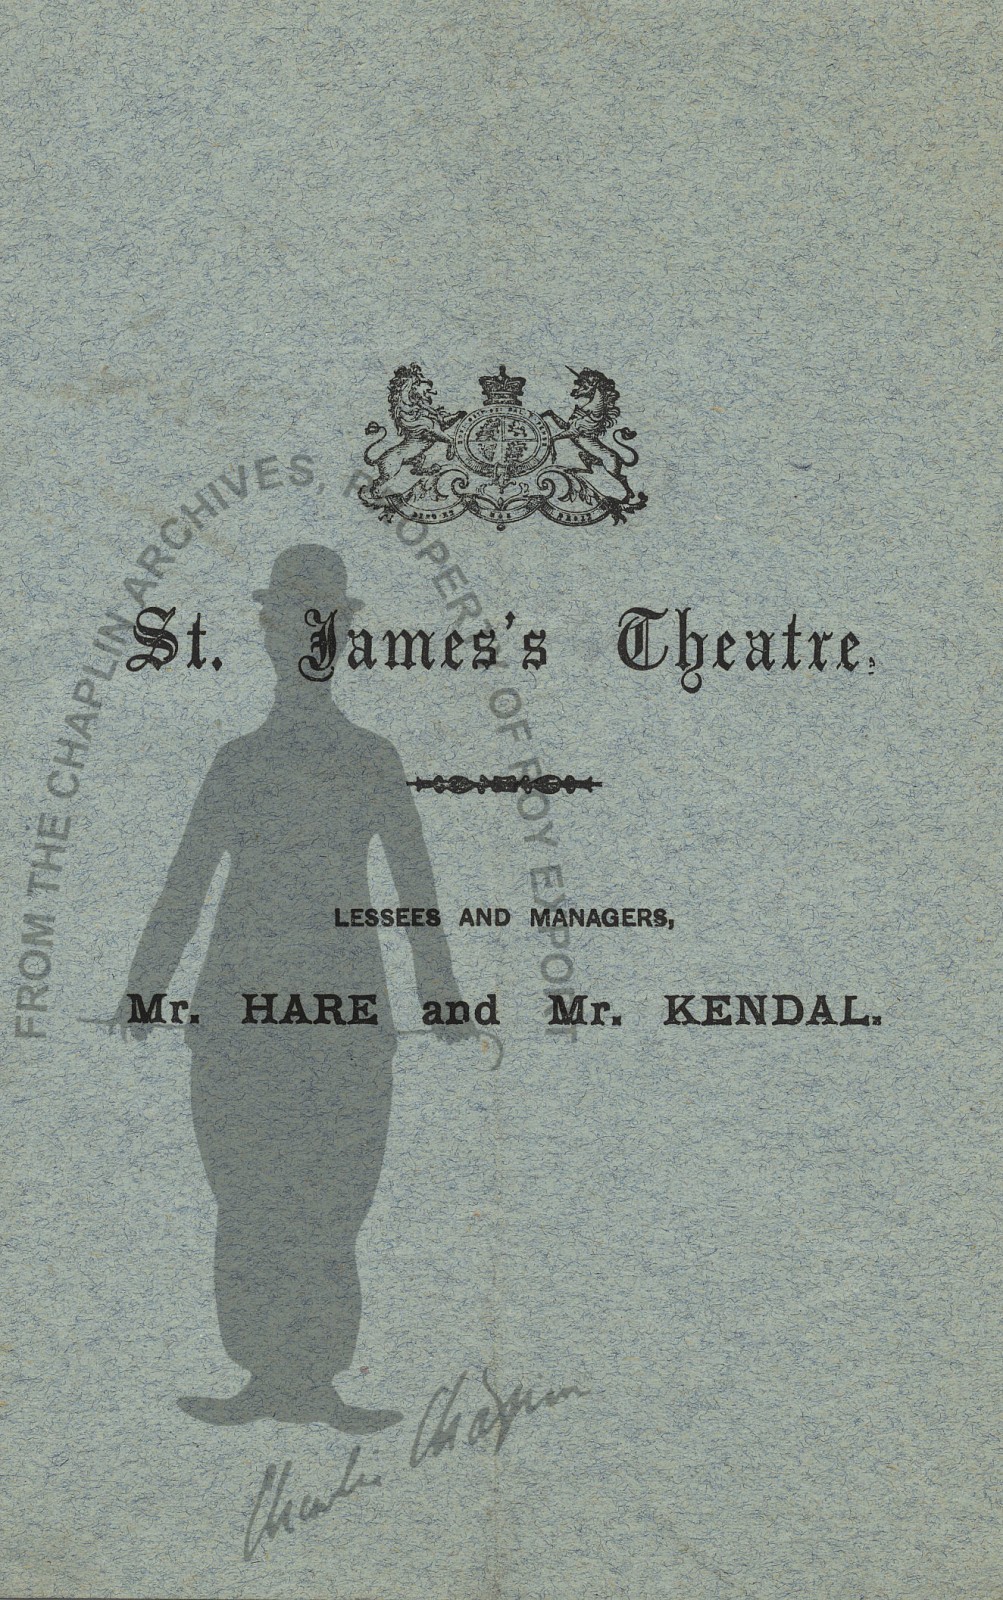 St. James's Theatre.
LESSEES AND MANAGERS,
Mr. HARE and Mr. KENDAL.
FROM THE CHAPLIN ARCHIVES, PROPERTY OF ROY EXPORT
Charlie Chaplin